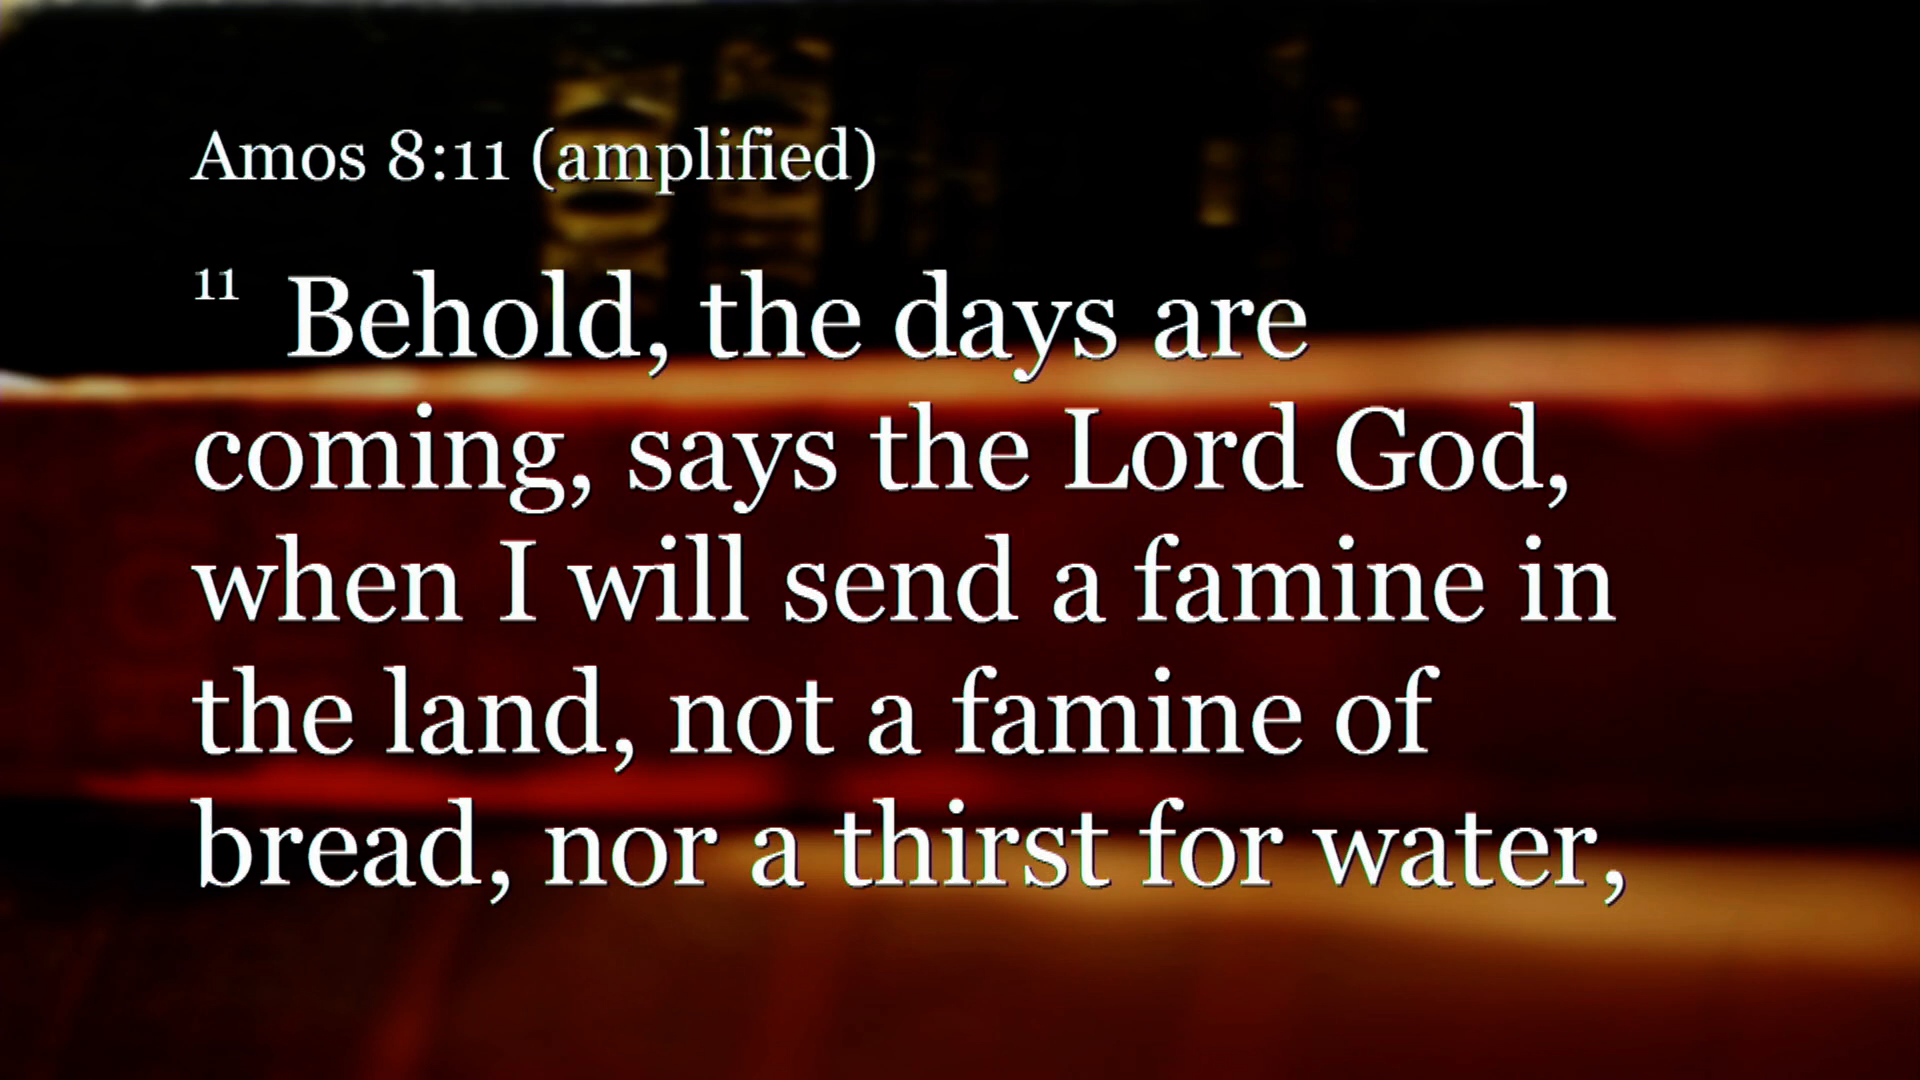 Amos 8:11 (amplified)
11 Behold, the days are
coming, says the Lord God,
when I will send a famine in
the land, not a famine of
bread, nor a thirst for water,